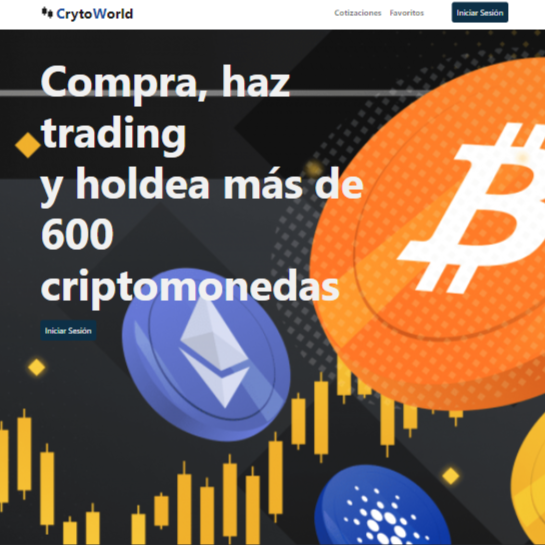 CrytoWorld
Cotizaciones Favoritos Iniciar Sesión
Compra, haz
trading
y holdea más de
600
criptomonedas
Iniciar Sesión